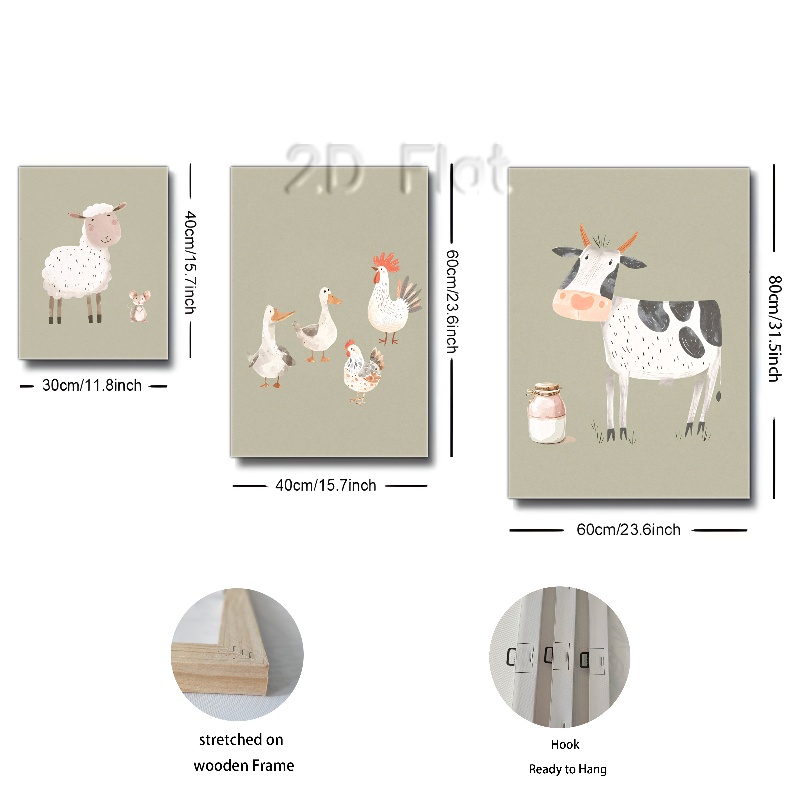 2D Flat
40cm/15.7inch
30cm/11.8inch
60cm/23.6inch
40cm/15.7inch
80cm/31.5inch
60cm/23.6inch
stretched on
wooden Frame
Hook
Ready to Hang